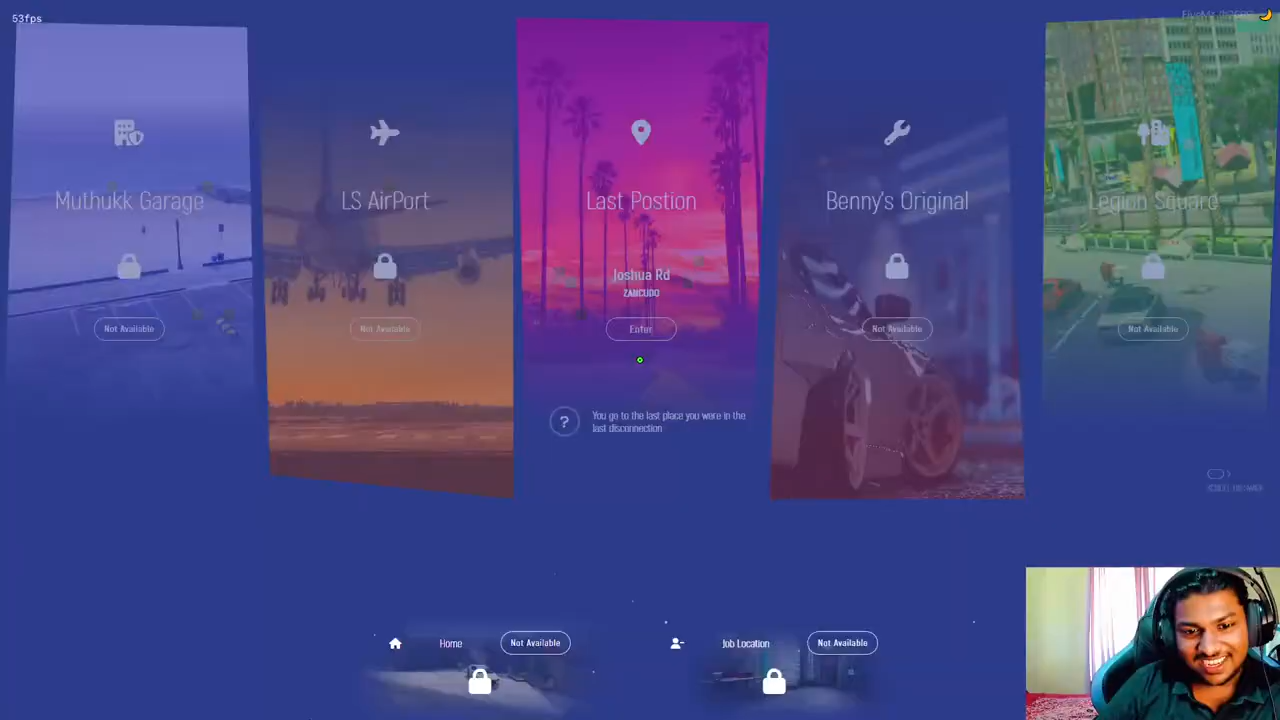 53fps
Muthukk Garage
Not Available
LS AirPort
Not Available
Last Postion
Joshua Rd
ZANCUDO
Enter
? You go to the last place you were in the
last disconnection
Benny's Original
Not Available
Legion Square
Not Available
Home
Not Available
Job Location
Not Available